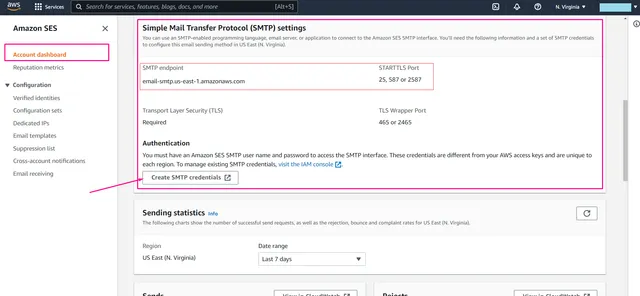 aws
Services
Search for services, features, blogs, docs, and more
[Alt+S]
N. Virginia
Amazon SES
Account dashboard
Reputation metrics
Configuration
Verified identities
Configuration sets
Dedicated IPs
Email templates
Suppression list
Cross-account notifications
Email receiving
Simple Mail Transfer Protocol (SMTP) settings
You can use an SMTP-enabled programming language, email server, or application to connect to the Amazon SES SMTP interface. You'll need the following information and a set of SMTP credentials
to configure this email sending method in US East (N. Virginia).
SMTP endpoint
STARTTLS Port
email-smtp.us-east-1.amazonaws.com
25, 587 or 2587
Transport Layer Security (TLS)
TLS Wrapper Port
Required
465 or 2465
Authentication
You must have an Amazon SES SMTP user name and password to access the SMTP interface. These credentials are different from your AWS access keys and are unique to
each region. To manage existing SMTP credentials, visit the IAM console.
Create SMTP credentials
Sending statistics Info
The following charts show the number of successful send requests, as well as the rejection, bounce and complaint rates for US East (N. Virginia).
Region
Date range
US East (N. Virginia)
Last 7 days
Sends
View in CloudWatch
Rejects
View in CloudWatch